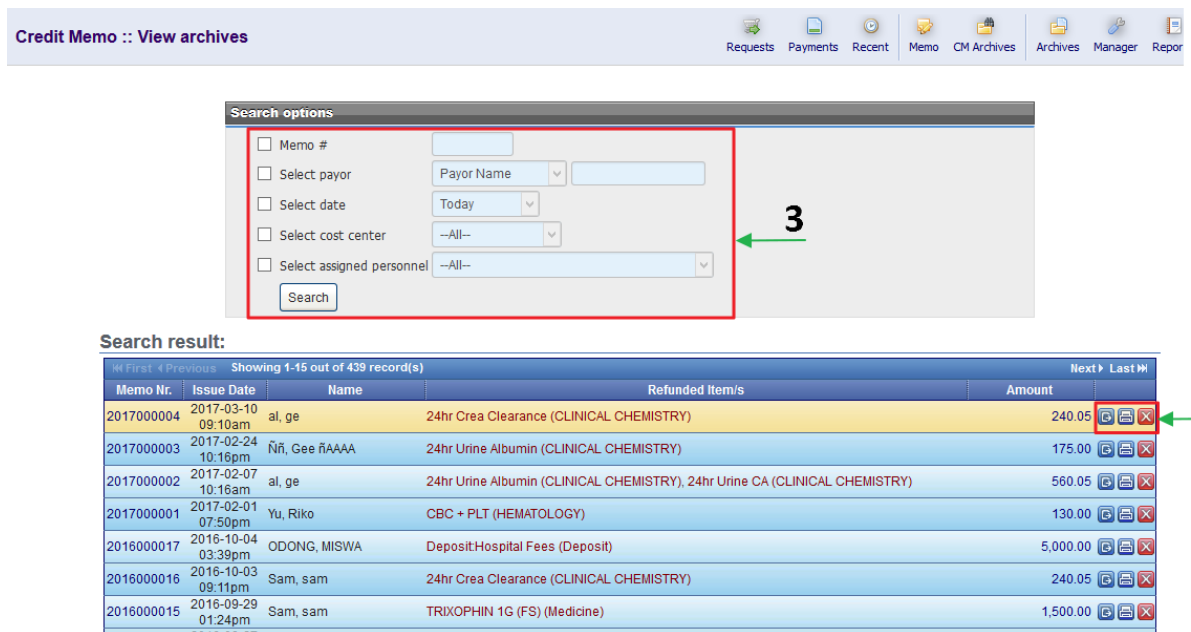 Credit Memo :: View archives
Requests Payments Recent Memo CM Archives Archives Manager Repor
Search options
Memo #
Select payor Payor Name
Select date Today
Select cost center --All--
Select assigned personnel --All--
Search
3
Search result:
First Previous Showing 1-15 out of 439 record(s) Next Last
Memo Nr. Issue Date Name Refunded Item/s Amount
2017000004 2017-03-10 09:10am al, ge 24hr Crea Clearance (CLINICAL CHEMISTRY) 240.05
2017000003 2017-02-24 10:16pm Ññ, Gee ñAAAA 24hr Urine Albumin (CLINICAL CHEMISTRY) 175.00
2017000002 2017-02-07 10:16am al, ge 24hr Urine Albumin (CLINICAL CHEMISTRY), 24hr Urine CA (CLINICAL CHEMISTRY) 560.05
2017000001 2017-02-01 07:50pm Yu, Riko CBC + PLT (HEMATOLOGY) 130.00
2016000017 2016-10-04 03:39pm ODONG, MISWA Deposit:Hospital Fees (Deposit) 5,000.00
2016000016 2016-10-03 09:11pm Sam, sam 24hr Crea Clearance (CLINICAL CHEMISTRY) 240.05
2016000015 2016-09-29 01:24pm Sam, sam TRIXOPHIN 1G (FS) (Medicine) 1,500.00